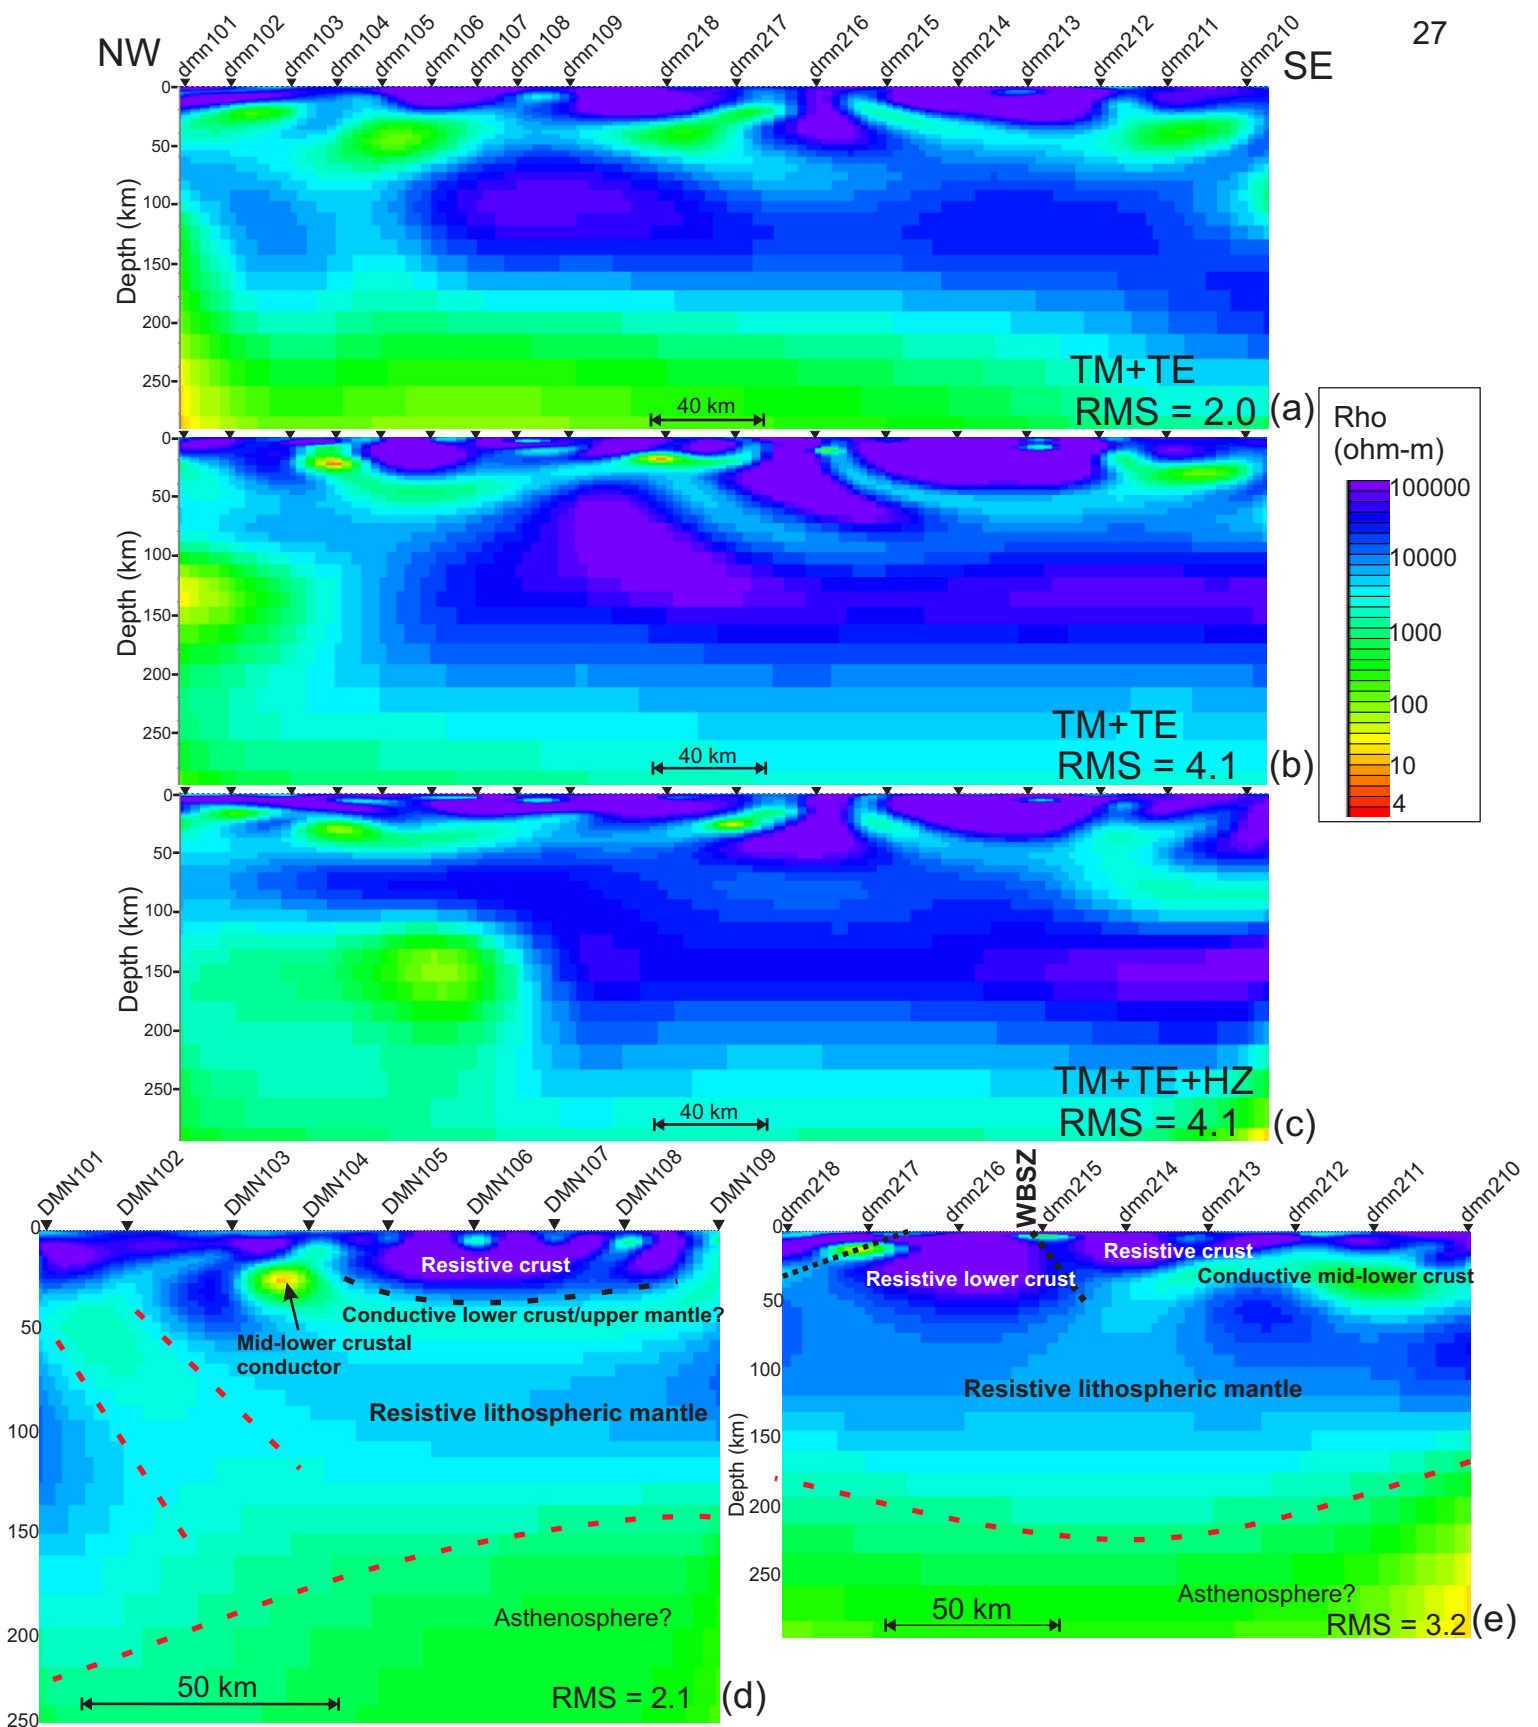 27
NW
SE
dmn101 dmn102 dmn103 dmn104 dmn105 dmn106 dmn107 dmn108 dmn109 dmn218 dmn217 dmn216 dmn215 dmn214 dmn213 dmn212 dmn211 dmn210
0
50
100
150
200
250
Depth (km)
40 km
TM+TE
RMS = 2.0
(a)
0
50
100
150
200
250
Depth (km)
40 km
TM+TE
RMS = 4.1
(b)
0
50
100
150
200
250
Depth (km)
40 km
TM+TE+HZ
RMS = 4.1
(c)
Rho
(ohm-m)
100000
10000
1000
100
10
4
DMN101 DMN102 DMN103 DMN104 DMN105 DMN106 DMN107 DMN108 DMN109
0
50
100
150
200
250
Resistive crust
Conductive lower crust/upper mantle?
Mid-lower crustal
conductor
Resistive lithospheric mantle
Asthenosphere?
50 km
RMS = 2.1
(d)
dmn218 dmn217 dmn216 WBSZ dmn215 dmn214 dmn213 dmn212 dmn211 dmn210
0
50
100
150
200
250
Depth (km)
Resistive crust
Resistive lower crust
Conductive mid-lower crust
Resistive lithospheric mantle
Asthenosphere?
50 km
RMS = 3.2
(e)